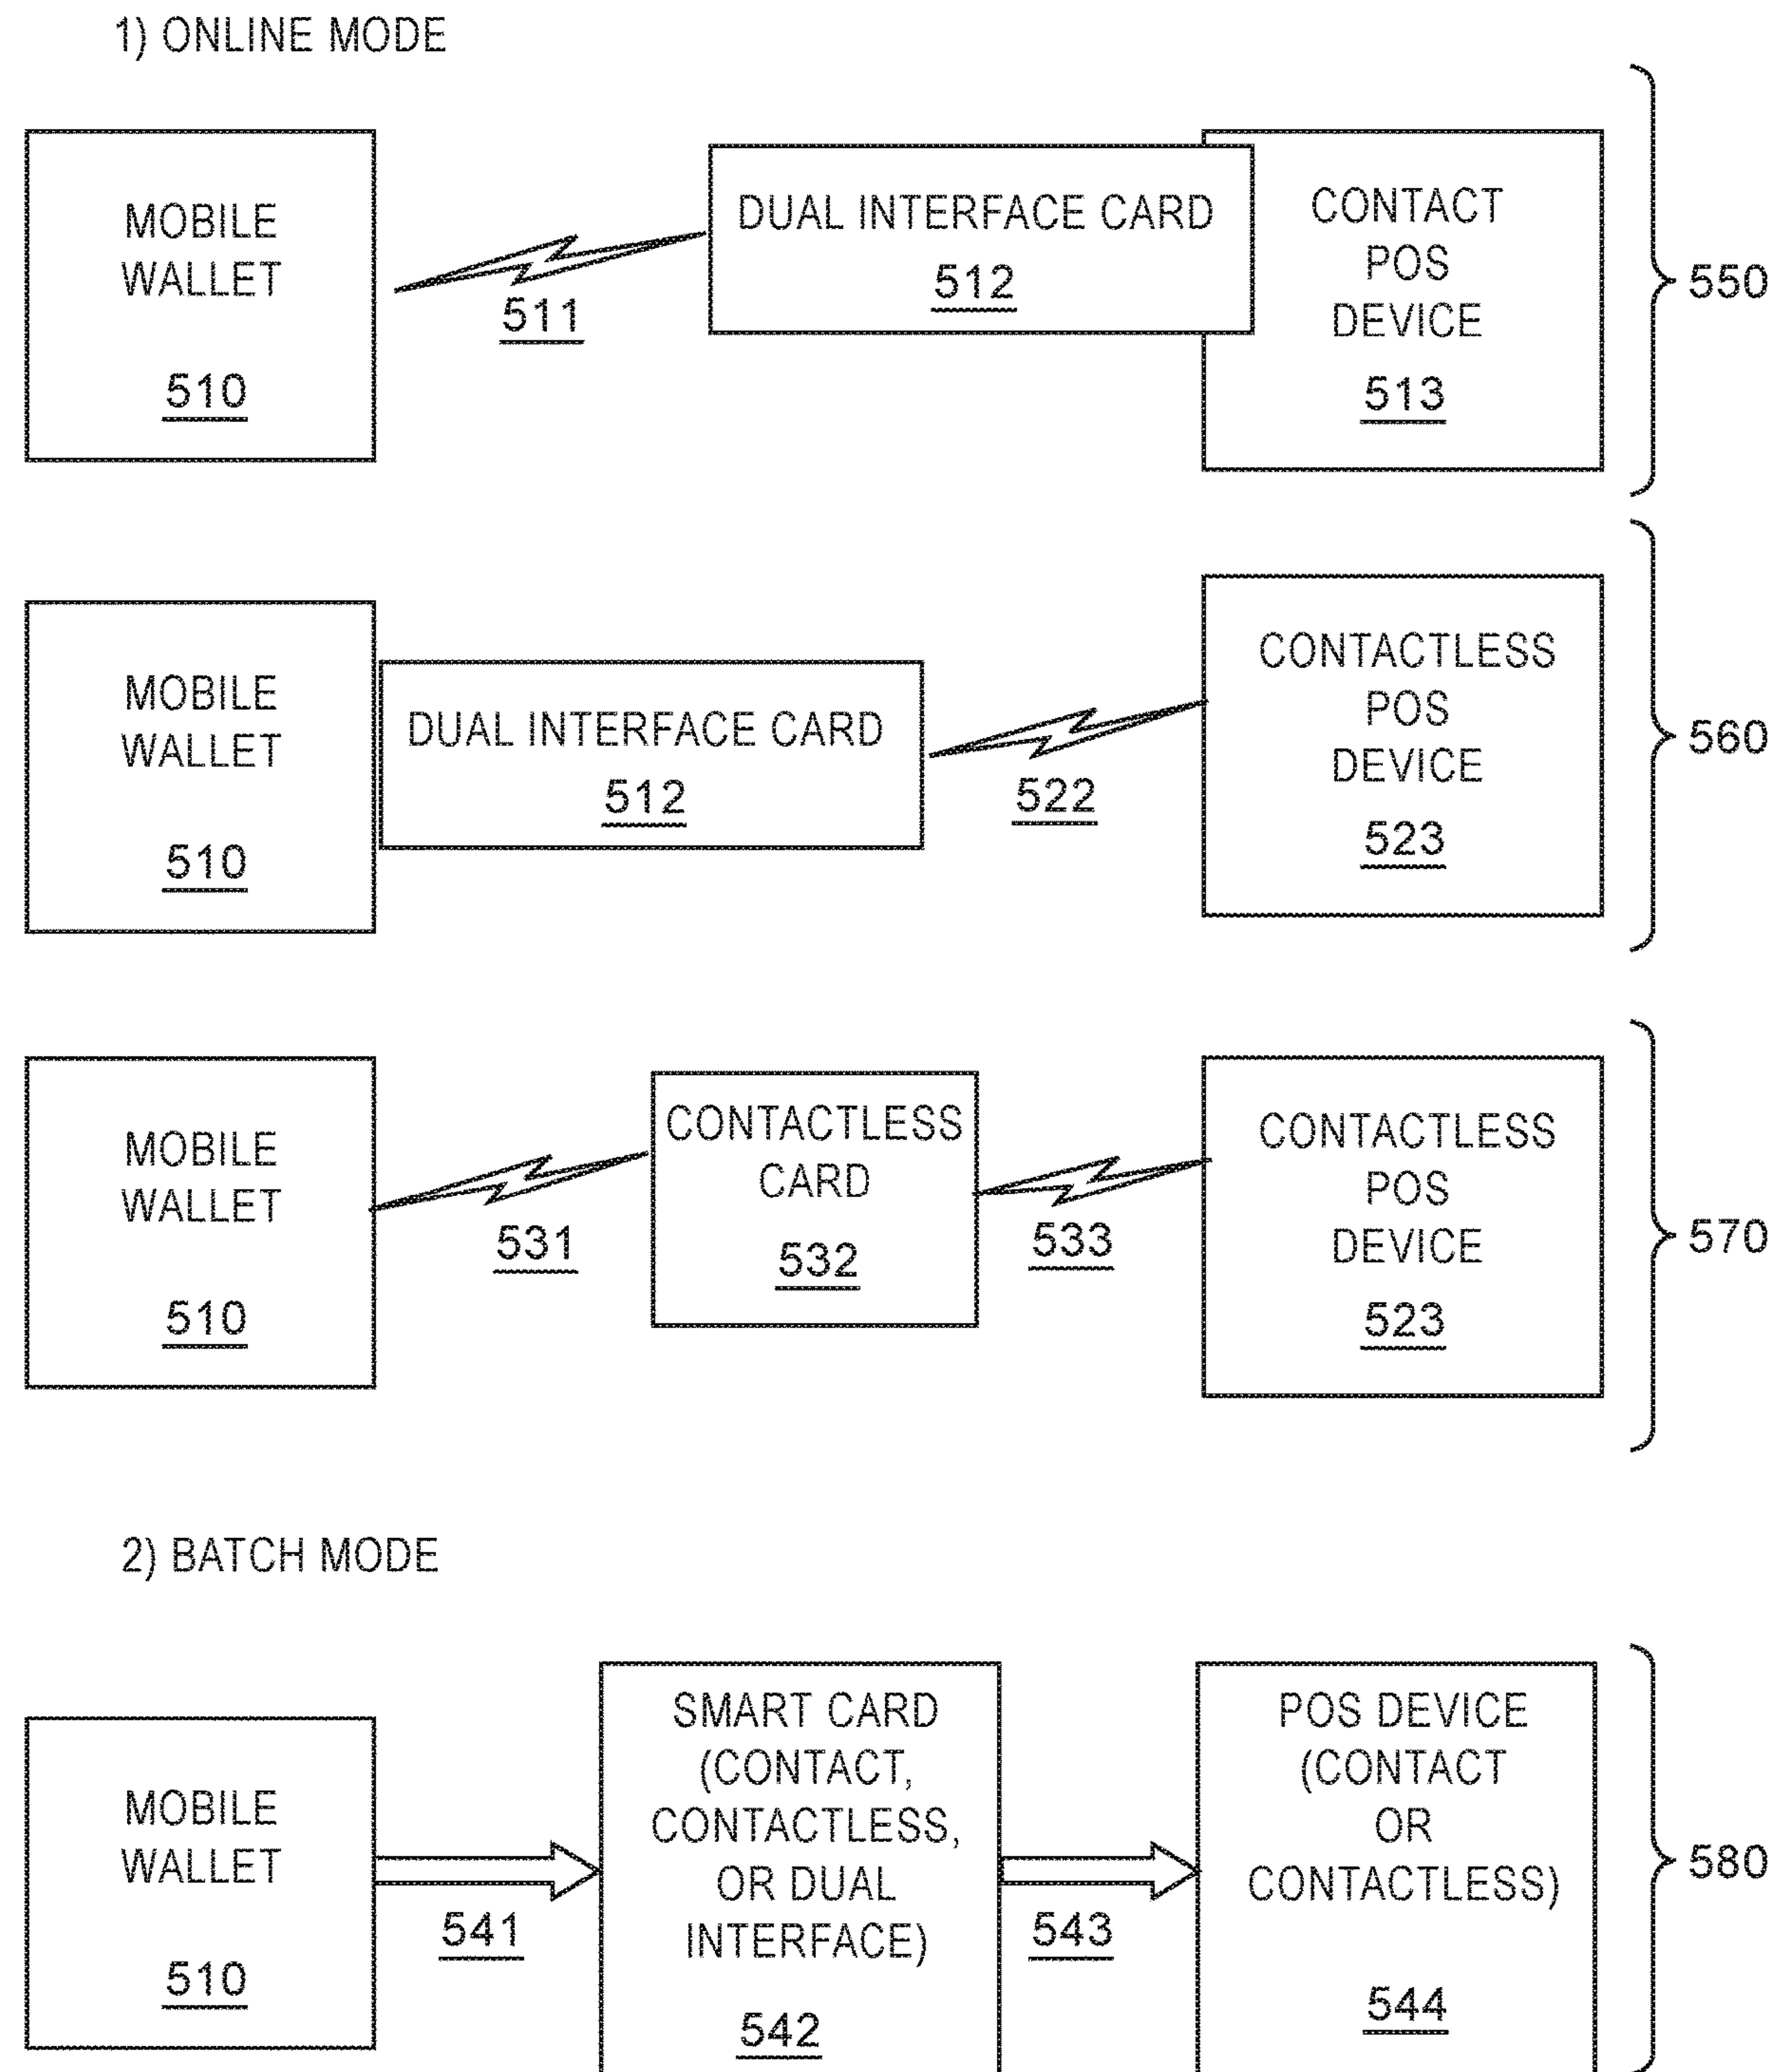 1) ONLINE MODE
MOBILE
WALLET
510
511
DUAL INTERFACE CARD
512
CONTACT
POS
DEVICE
513
550
MOBILE
WALLET
510
DUAL INTERFACE CARD
512
522
CONTACTLESS
POS
DEVICE
523
560
MOBILE
WALLET
510
531
CONTACTLESS
CARD
532
533
CONTACTLESS
POS
DEVICE
523
570
2) BATCH MODE
MOBILE
WALLET
510
541
SMART CARD
(CONTACT,
CONTACTLESS,
OR DUAL
INTERFACE)
542
543
POS DEVICE
(CONTACT
OR
CONTACTLESS)
544
580